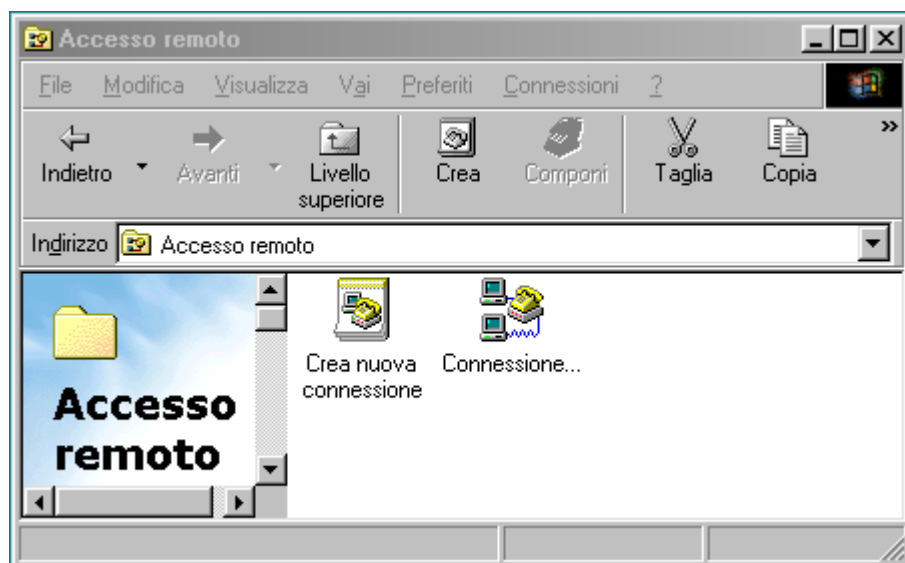 Accesso remoto
File Modifica Visualizza Vai Preferiti Connessioni ?
Indietro Avanti Livello superiore Crea Componi Taglia Copia »
Indirizzo Accesso remoto
Accesso
remoto
Crea nuova
connessione
Connessione...